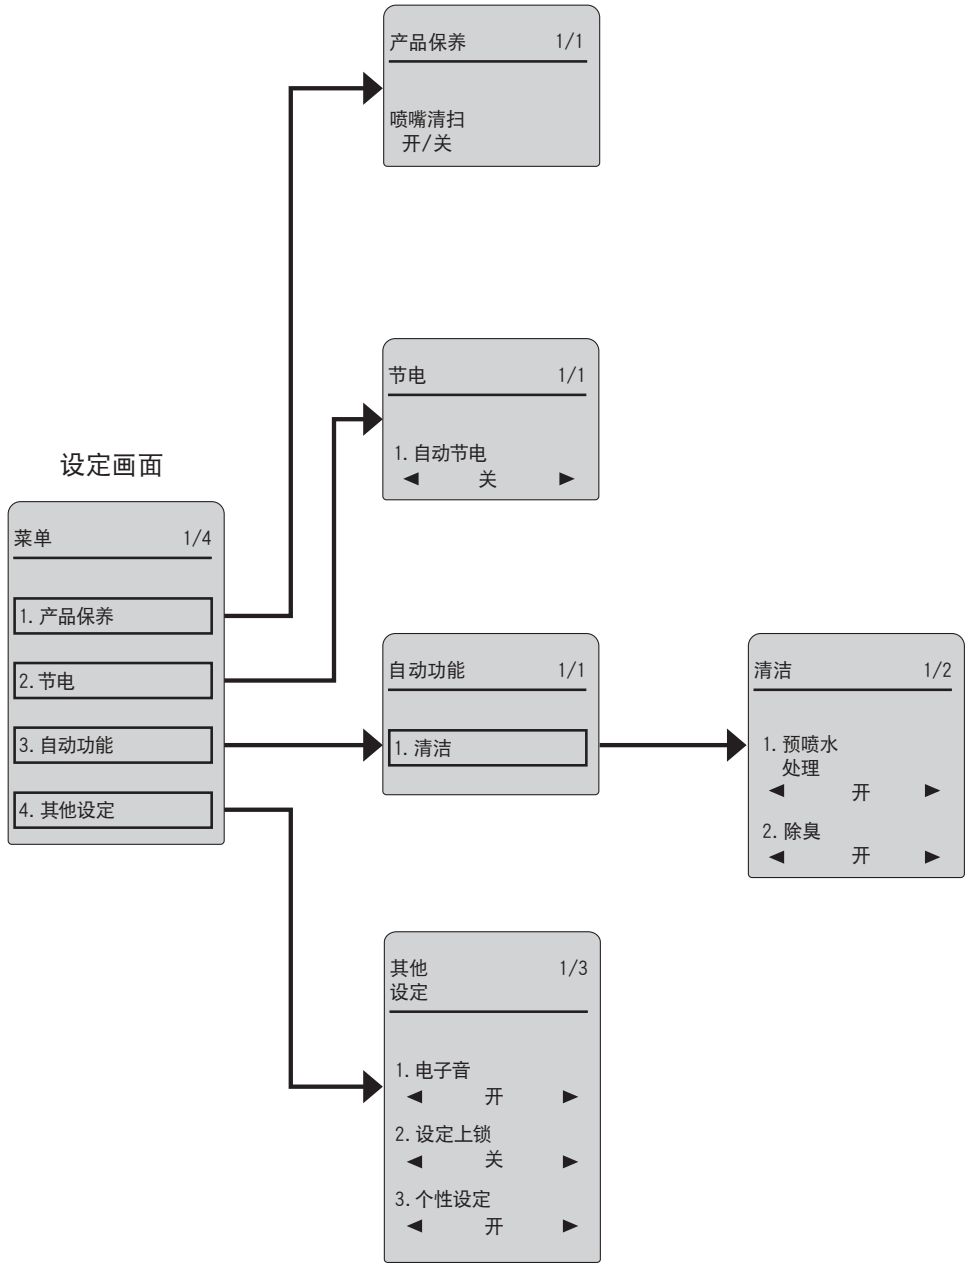 产品保养 1/1
喷嘴清扫
开/关
节电 1/1
1.自动节电
◀ 关 ▶
设定画面
菜单 1/4
1.产品保养
2.节电
3.自动功能
4.其他设定
自动功能 1/1
1.清洁
清洁 1/2
1.预喷水
处理
◀ 开 ▶
2.除臭
◀ 开 ▶
其他 1/3
设定
1.电子音
◀ 开 ▶
2.设定上锁
◀ 关 ▶
3.个性设定
◀ 开 ▶